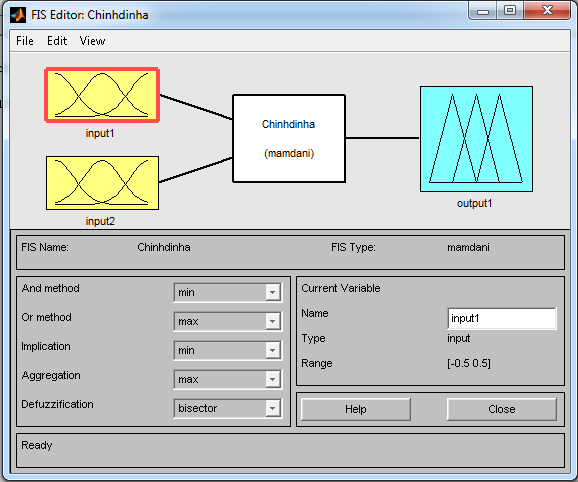 FIS Editor: Chinhdinha
File Edit View
input1
Chinhdinha
(mamdani)
input2
output1
FIS Name: Chinhdinha FIS Type: mamdani
And method min
Or method max
Implication min
Aggregation max
Defuzzification bisector
Current Variable
Name input1
Type input
Range [-0.5 0.5]
Help Close
Ready